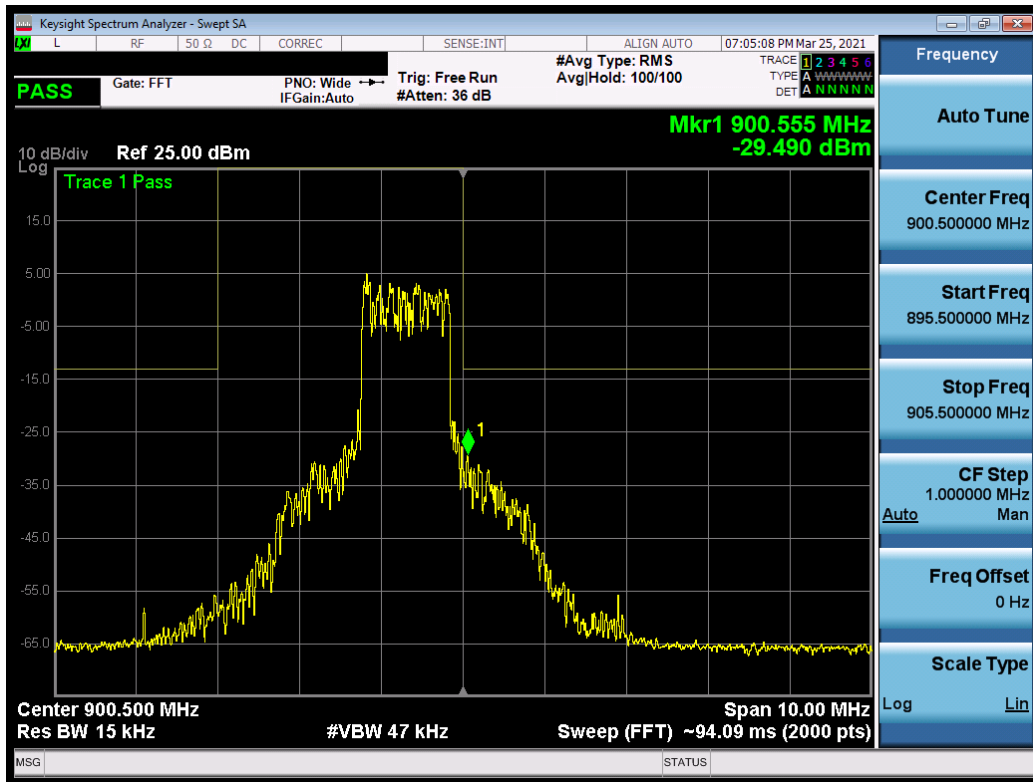 Keysight Spectrum Analyzer - Swept SA
LXI L RF 50 Ω DC CORREC SENSE:INT ALIGN AUTO 07:05:08 PM Mar 25, 2021
PASS
Gate: FFT
PNO: Wide
IFGain:Auto
Trig: Free Run
#Atten: 36 dB
#Avg Type: RMS
Avg|Hold: 100/100
TRACE 1 2 3 4 5 6
TYPE A WWWWW
DET A N N N N N
Mkr1 900.555 MHz
-29.490 dBm
10 dB/div Ref 25.00 dBm
Log
Trace 1 Pass
15.0
5.00
-5.00
-15.0
-25.0
-35.0
-45.0
-55.0
-65.0
1
Center 900.500 MHz Span 10.00 MHz
Res BW 15 kHz #VBW 47 kHz Sweep (FFT) ~94.09 ms (2000 pts)
MSG STATUS
Frequency
Auto Tune
Center Freq
900.500000 MHz
Start Freq
895.500000 MHz
Stop Freq
905.500000 MHz
CF Step
1.000000 MHz
Auto Man
Freq Offset
0 Hz
Scale Type
Log Lin